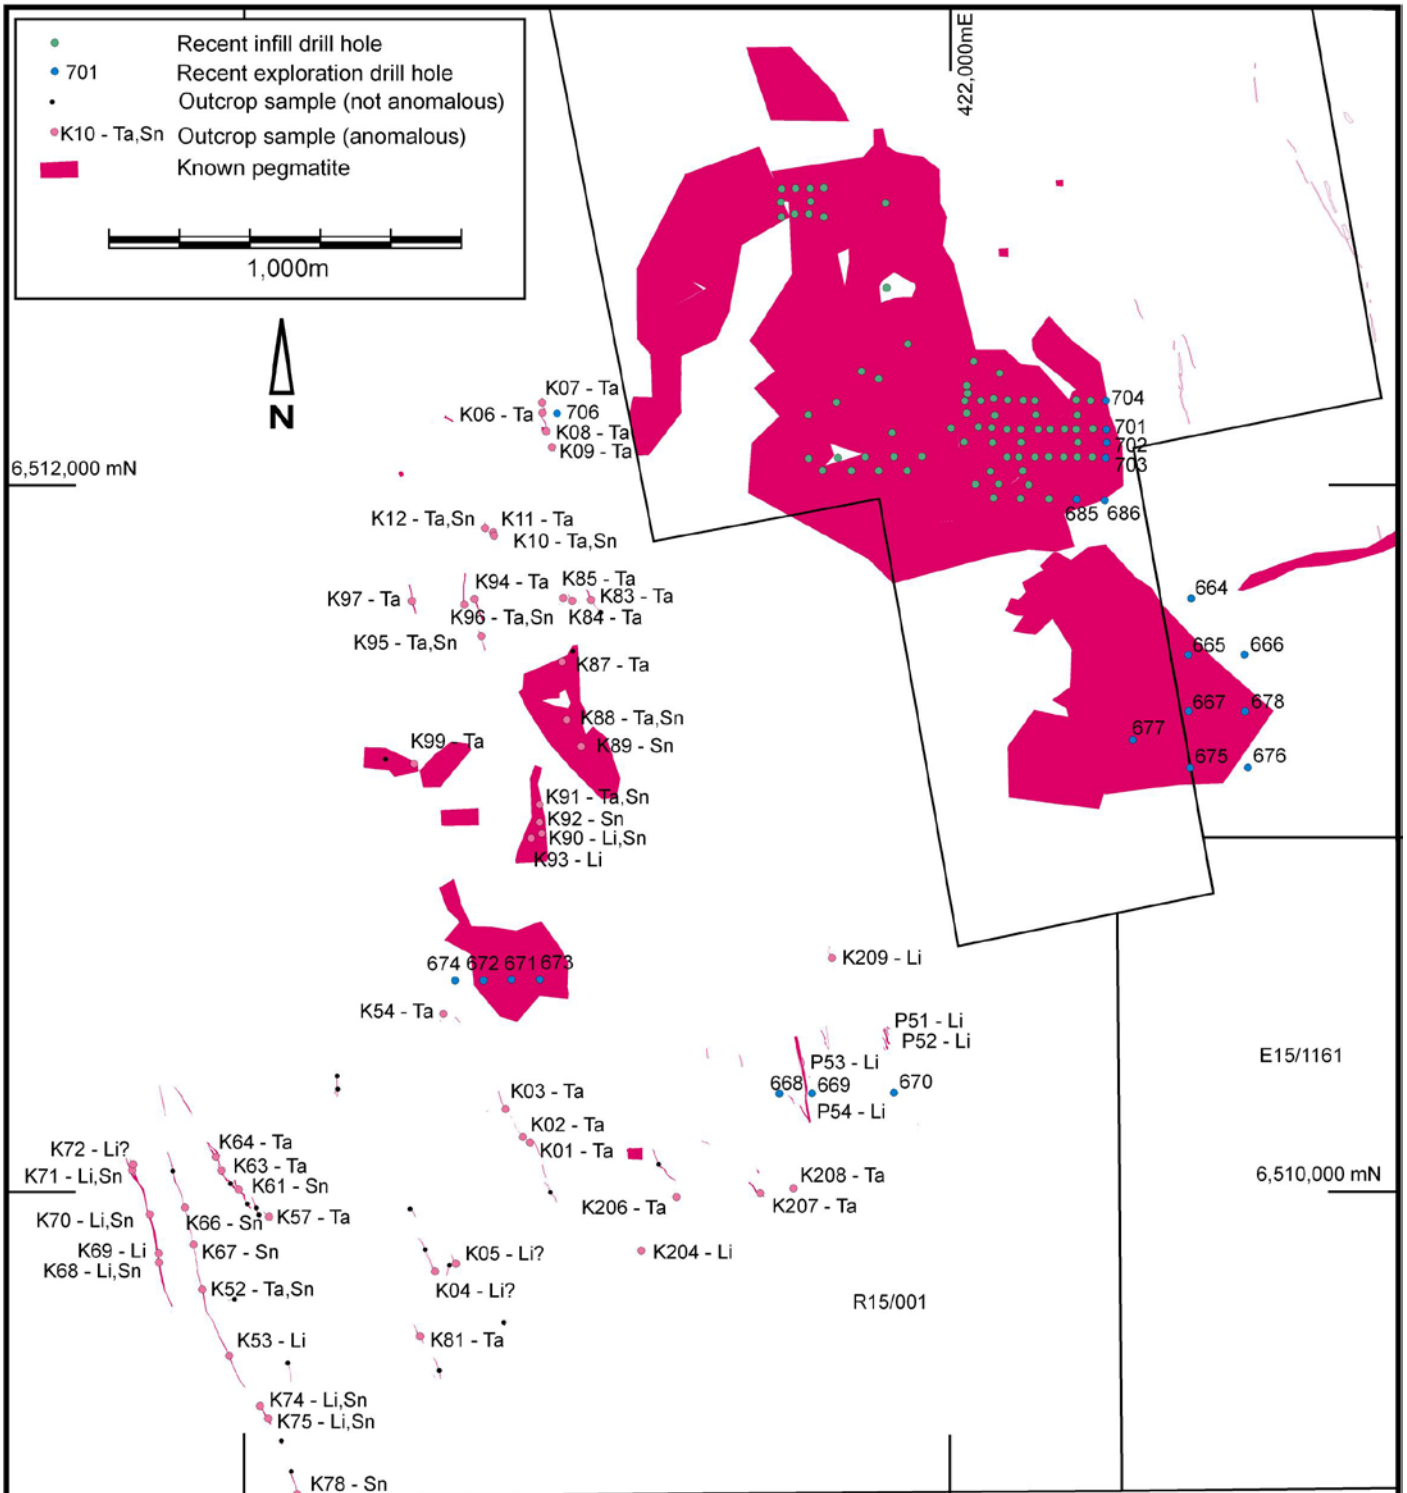 Recent infill drill hole
701 Recent exploration drill hole
Outcrop sample (not anomalous)
K10 - Ta,Sn Outcrop sample (anomalous)
Known pegmatite
1,000m
N
422,000mE
6,512,000 mN
K07 - Ta
K06 - Ta
706
K08 - Ta
K09 - Ta
704
701
702
703
685 686
K12 - Ta,Sn
K11 - Ta
K10 - Ta,Sn
K94 - Ta
K85 - Ta
K97 - Ta
K83 - Ta
K96 - Ta,Sn
K84 - Ta
K95 - Ta,Sn
664
665
666
K87 - Ta
K88 - Ta,Sn
667
678
K89 - Sn
K99 - Ta
677
675
676
K91 - Ta,Sn
K92 - Sn
K90 - Li,Sn
K93 - Li
674 672 671 673
K209 - Li
K54 - Ta
P51 - Li
P52 - Li
E15/1161
P53 - Li
668 669 670
P54 - Li
K03 - Ta
K02 - Ta
K01 - Ta
K72 - Li?
K64 - Ta
K71 - Li,Sn
K63 - Ta
K61 - Sn
K208 - Ta
6,510,000 mN
K206 - Ta
K207 - Ta
K70 - Li,Sn
K66 - Sn
K57 - Ta
K69 - Li
K67 - Sn
K05 - Li?
K204 - Li
K68 - Li,Sn
K52 - Ta,Sn
K04 - Li?
R15/001
K53 - Li
K81 - Ta
K74 - Li,Sn
K75 - Li,Sn
K78 - Sn